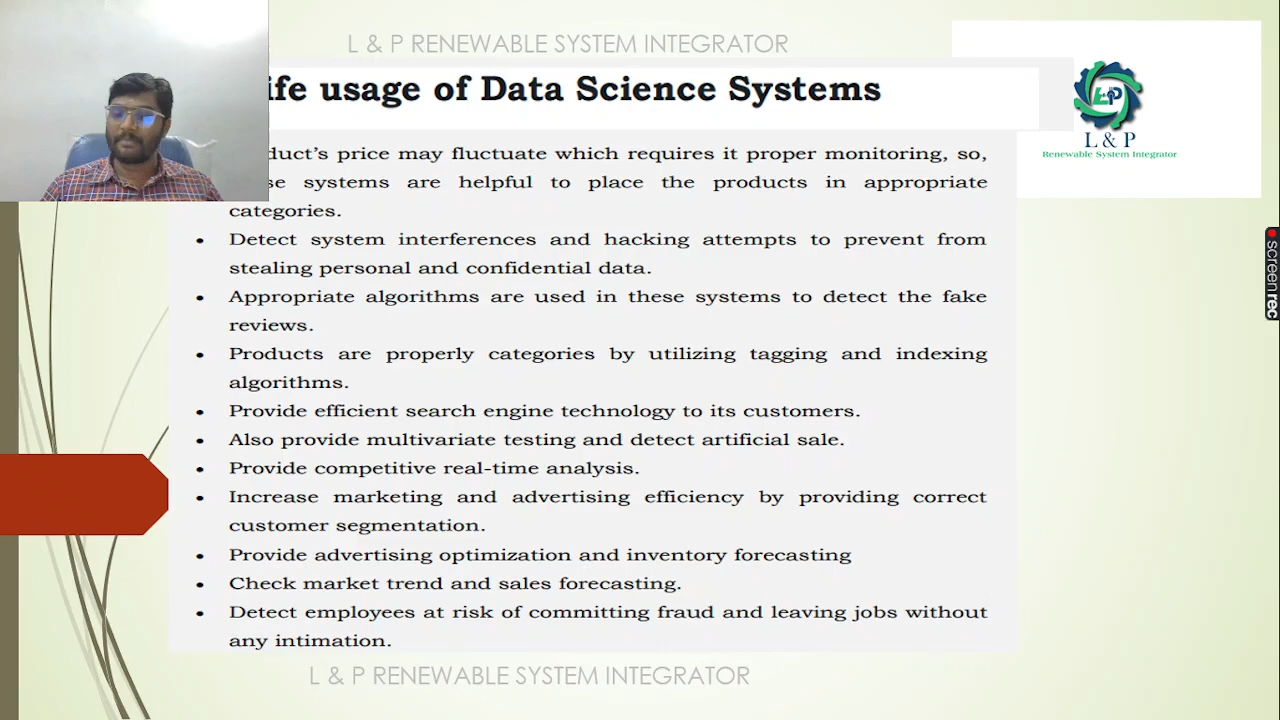 L & P RENEWABLE SYSTEM INTEGRATOR
ife usage of Data Science Systems
L & P
Renewable System Integrator
duct's price may fluctuate which requires it proper monitoring, so,
se systems are helpful to place the products in appropriate
categories.
• Detect system interferences and hacking attempts to prevent from
stealing personal and confidential data.
• Appropriate algorithms are used in these systems to detect the fake
reviews.
• Products are properly categories by utilizing tagging and indexing
algorithms.
• Provide efficient search engine technology to its customers.
• Also provide multivariate testing and detect artificial sale.
• Provide competitive real-time analysis.
• Increase marketing and advertising efficiency by providing correct
customer segmentation.
• Provide advertising optimization and inventory forecasting
• Check market trend and sales forecasting.
• Detect employees at risk of committing fraud and leaving jobs without
any intimation.
L & P RENEWABLE SYSTEM INTEGRATOR
screenrec